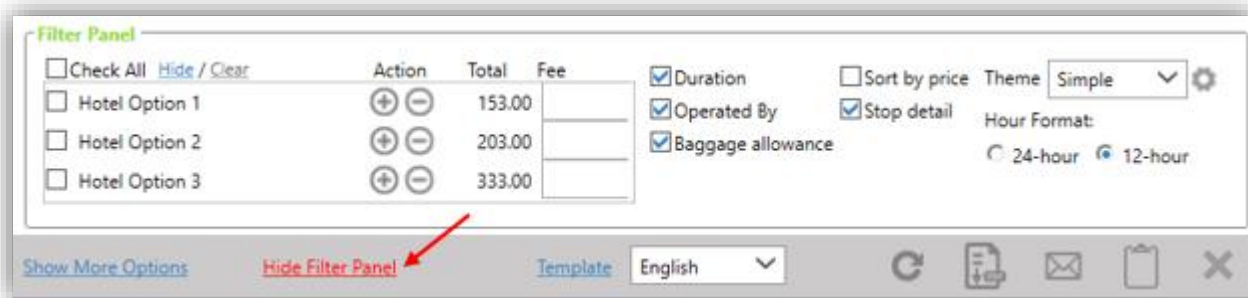 Filter Panel
Check All Hide / Clear Action Total Fee
Hotel Option 1 153.00
Hotel Option 2 203.00
Hotel Option 3 333.00
Duration
Operated By
Baggage allowance
Sort by price
Stop detail
Theme Simple
Hour Format:
24-hour 12-hour
Show More Options Hide Filter Panel Template English